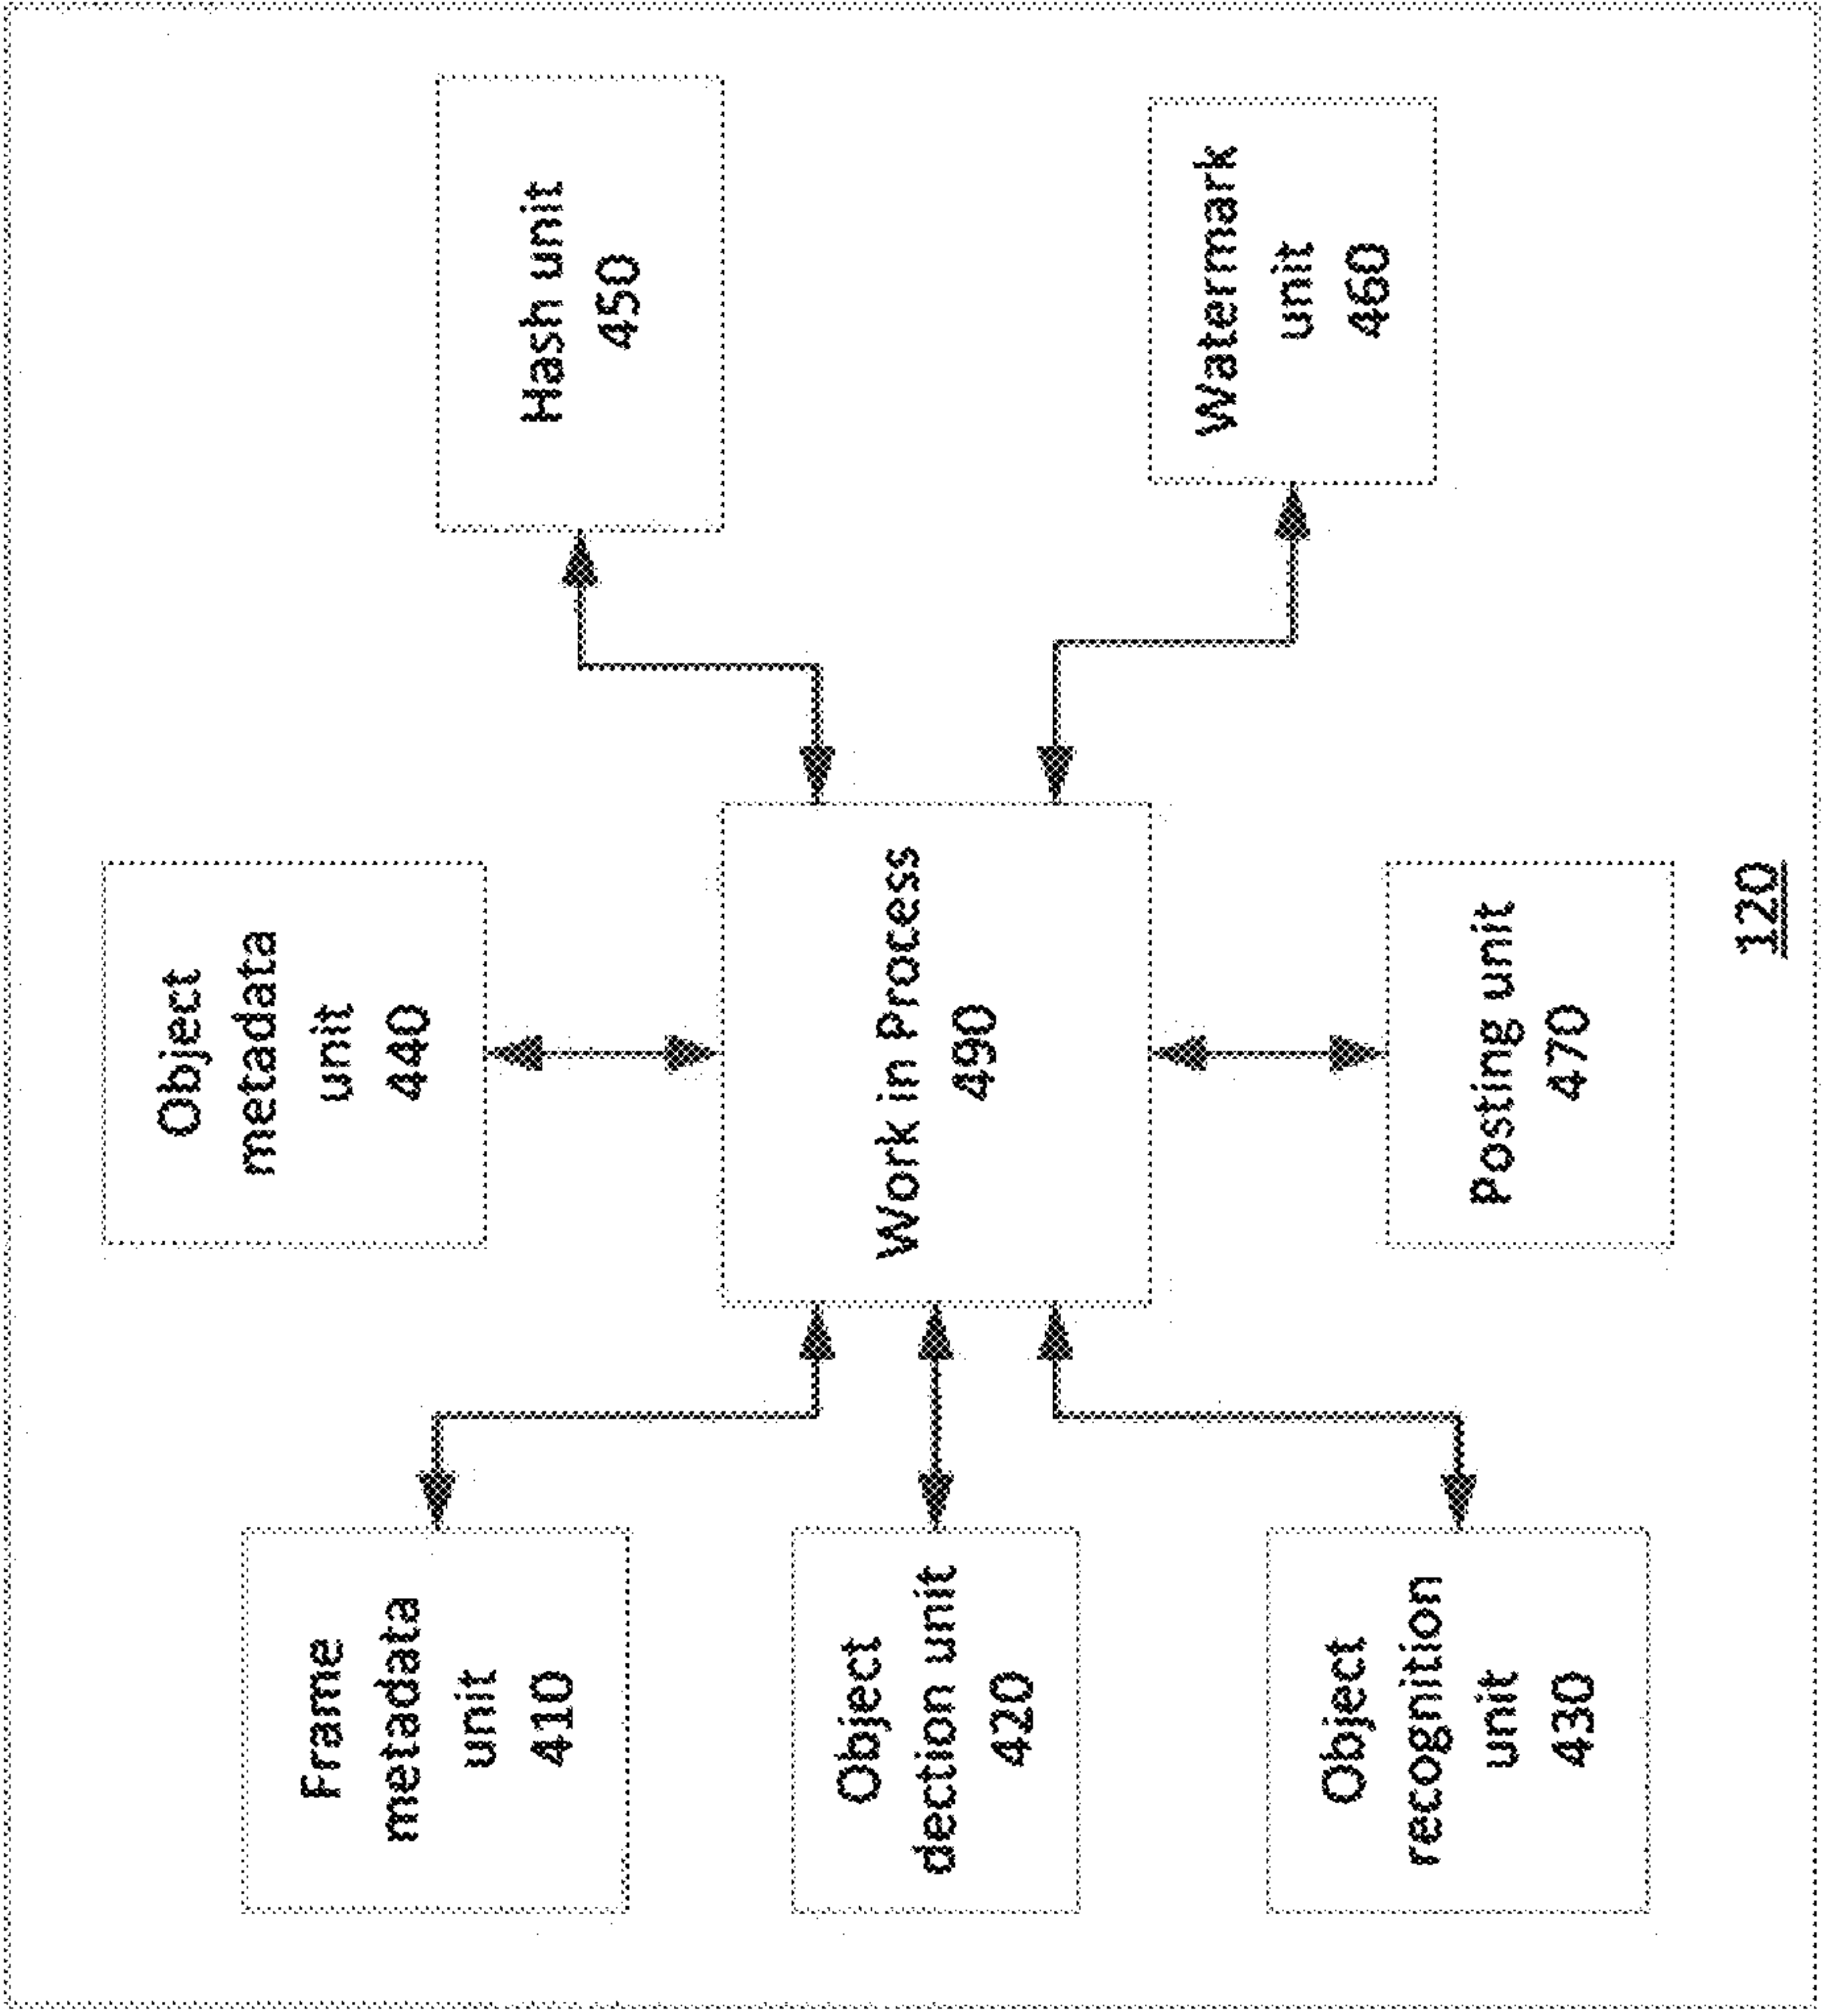 Frame
metadata
unit
410
Object
dection unit
420
Object
recognition
unit
430
Object
metadata
unit
440
Work in Process
490
Posting unit
470
Hash unit
450
Watermark
unit
460
120